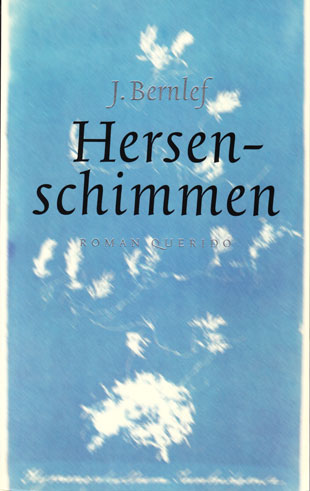 J. Bernlef
Hersen-
schimmen
ROMAN QUERIDO